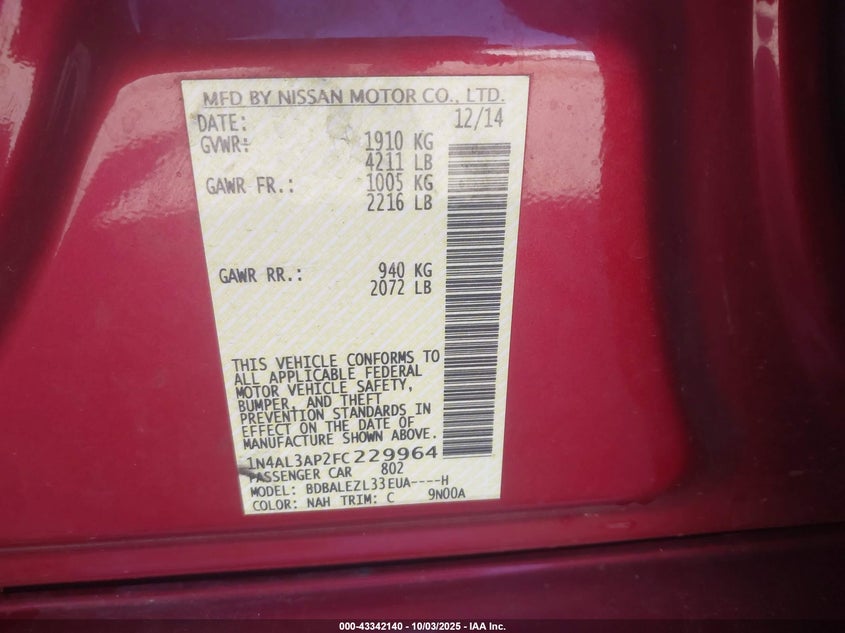 MFD BY NISSAN MOTOR CO., LTD.
DATE: 12/14
GVWR: 1910 KG
4211 LB
GAWR FR.: 1005 KG
2216 LB
GAWR RR.: 940 KG
2072 LB
THIS VEHICLE CONFORMS TO
ALL APPLICABLE FEDERAL
MOTOR VEHICLE SAFETY,
BUMPER, AND THEFT
PREVENTION STANDARDS IN
EFFECT ON THE DATE OF
MANUFACTURE SHOWN ABOVE.
1N4AL3AP2FC229964
PASSENGER CAR 802
MODEL: BDBALEZL33EUA----H
COLOR: NAH TRIM: C 9N00A
000-43342140 - 10/03/2025 - IAA Inc.